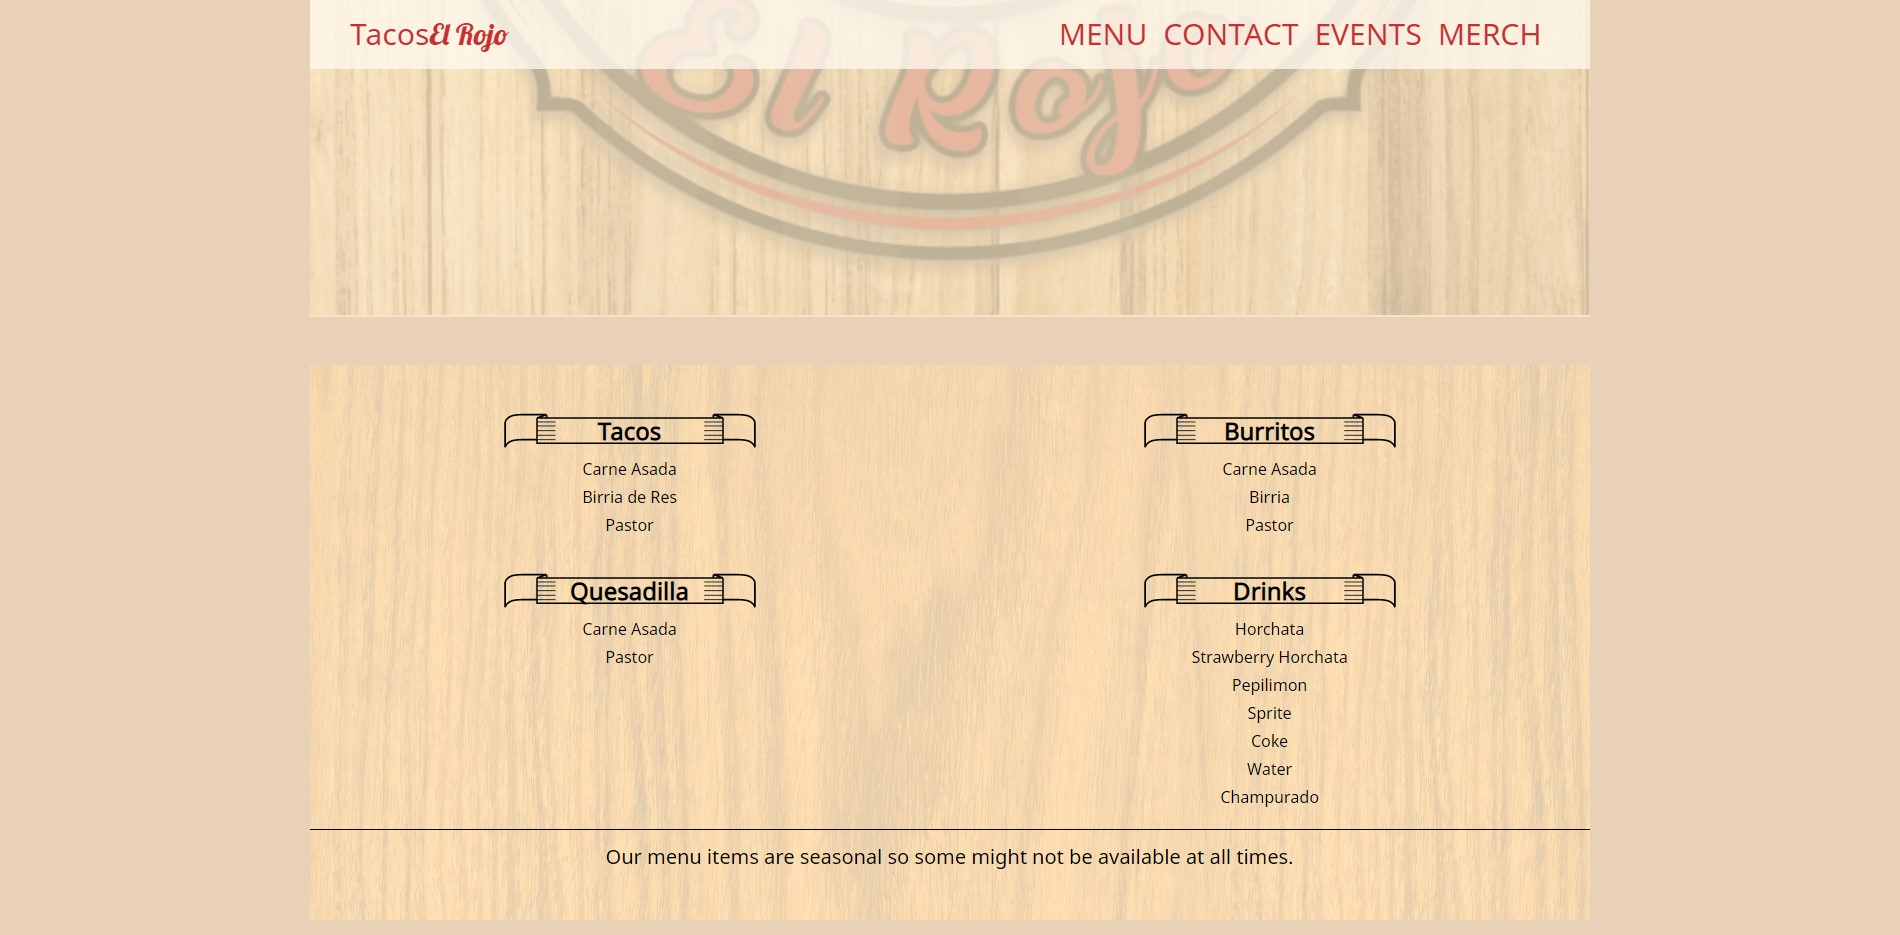 TacosEl Rojo
MENU CONTACT EVENTS MERCH
El Rojo
Tacos
Carne Asada
Birria de Res
Pastor
Burritos
Carne Asada
Birria
Pastor
Quesadilla
Carne Asada
Pastor
Drinks
Horchata
Strawberry Horchata
Pepilimon
Sprite
Coke
Water
Champurado
Our menu items are seasonal so some might not be available at all times.